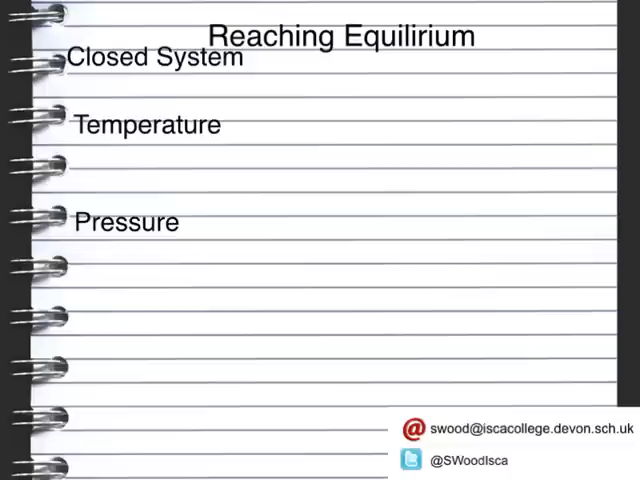 Reaching Equilirium
Closed System
Temperature
Pressure
swood@iscacollege.devon.sch.uk
@SWoodIsca